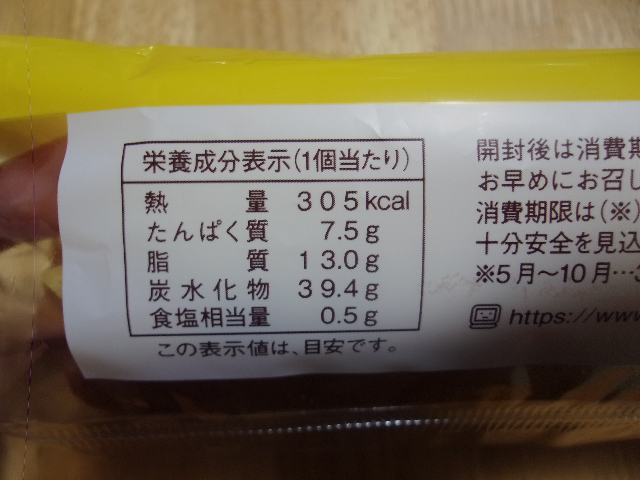 栄養成分表示(1個当たり)
熱量 305kcal
たんぱく質 7.5g
脂質 13.0g
炭水化物 39.4g
食塩相当量 0.5g
この表示値は、目安です。
開封後は消費期
お早めにお召し
消費期限は(※)
十分安全を見込
※5月〜10月…
https://www